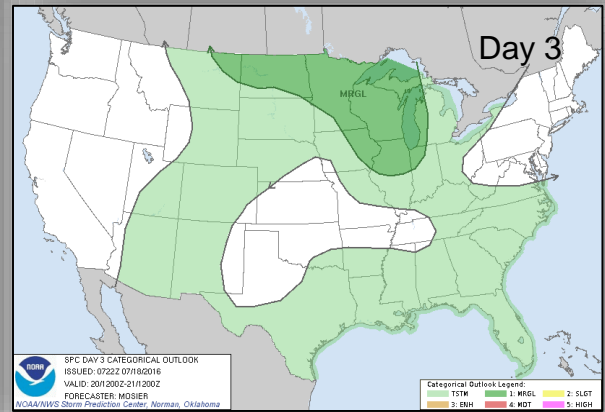 Day 3
MRGL
NOAA
SPC DAY 3 CATEGORICAL OUTLOOK
ISSUED: 0722Z 07/18/2016
VALID: 20/1200Z-21/1200Z
FORECASTER: MOSIER
NOAA/NWS Storm Prediction Center, Norman, Oklahoma
Categorical Outlook Legend:
TSTM 1: MRGL 2: SLGT
3: ENH 4: MDT 5: HIGH